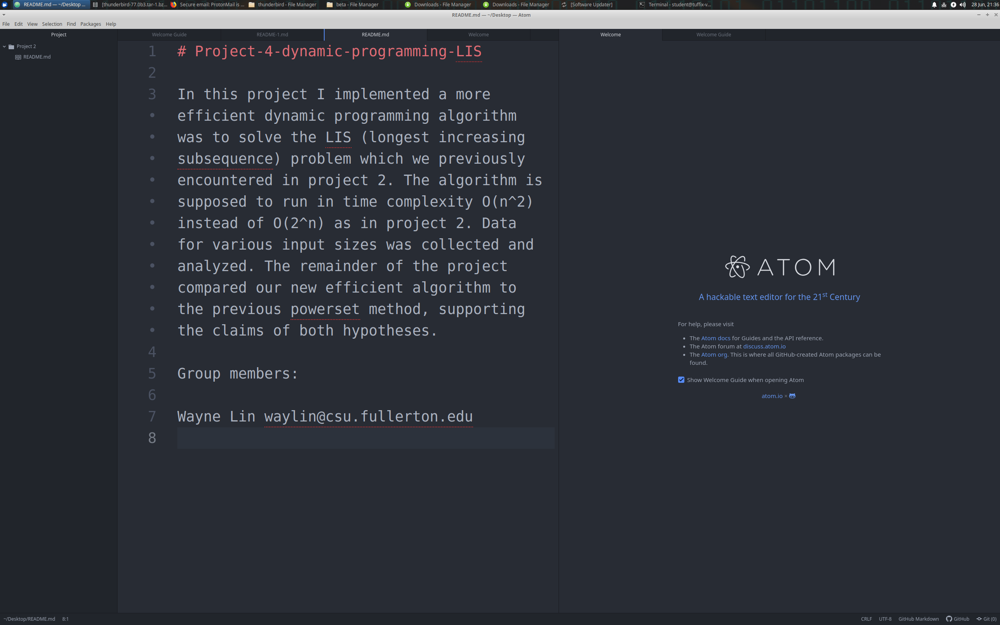 README.md — ~/Desktop ...
[thunderbird-77.0b3.tar-1.bz...
Secure email: ProtonMail is ...
thunderbird - File Manager
beta - File Manager
Downloads - File Manager
Downloads - File Manager
[Software Updater]
Terminal - student@tuffix-v...
28 Jun, 21:36
README.md — ~/Desktop — Atom
File Edit View Selection Find Packages Help
Project
Project 2
README.md
Welcome Guide
README-1.md
README.md
Welcome
1 # Project-4-dynamic-programming-LIS
2
3 In this project I implemented a more
• efficient dynamic programming algorithm
• was to solve the LIS (longest increasing
• subsequence) problem which we previously
• encountered in project 2. The algorithm is
• supposed to run in time complexity O(n^2)
• instead of O(2^n) as in project 2. Data
• for various input sizes was collected and
• analyzed. The remainder of the project
• compared our new efficient algorithm to
• the previous powerset method, supporting
• the claims of both hypotheses.
4
5 Group members:
6
7 Wayne Lin waylin@csu.fullerton.edu
8
Welcome
Welcome Guide
ATOM
A hackable text editor for the 21st Century
For help, please visit
• The Atom docs for Guides and the API reference.
• The Atom forum at discuss.atom.io
• The Atom org. This is where all GitHub-created Atom packages can be
found.
Show Welcome Guide when opening Atom
atom.io ×
~/Desktop/README.md 8:1
CRLF UTF-8 GitHub Markdown GitHub Git (0)